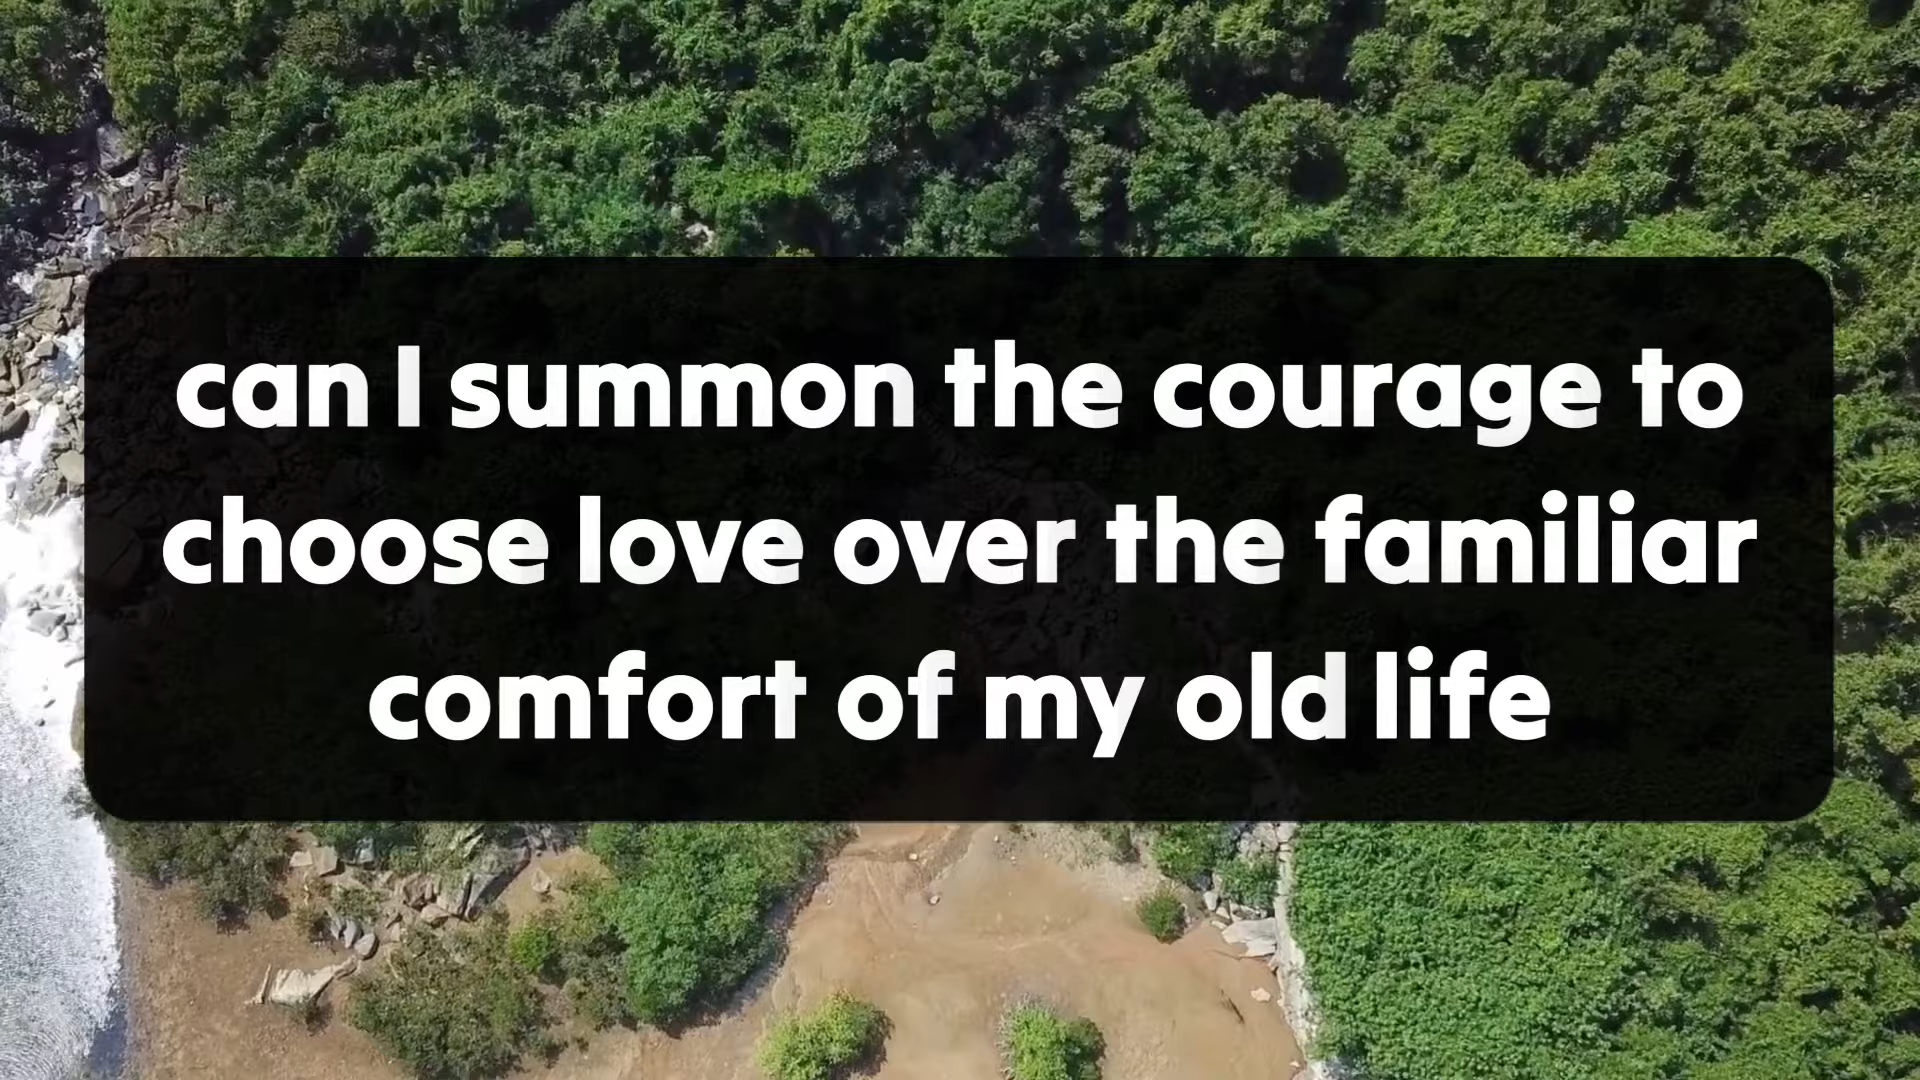 can I summon the courage to
choose love over the familiar
comfort of my old life